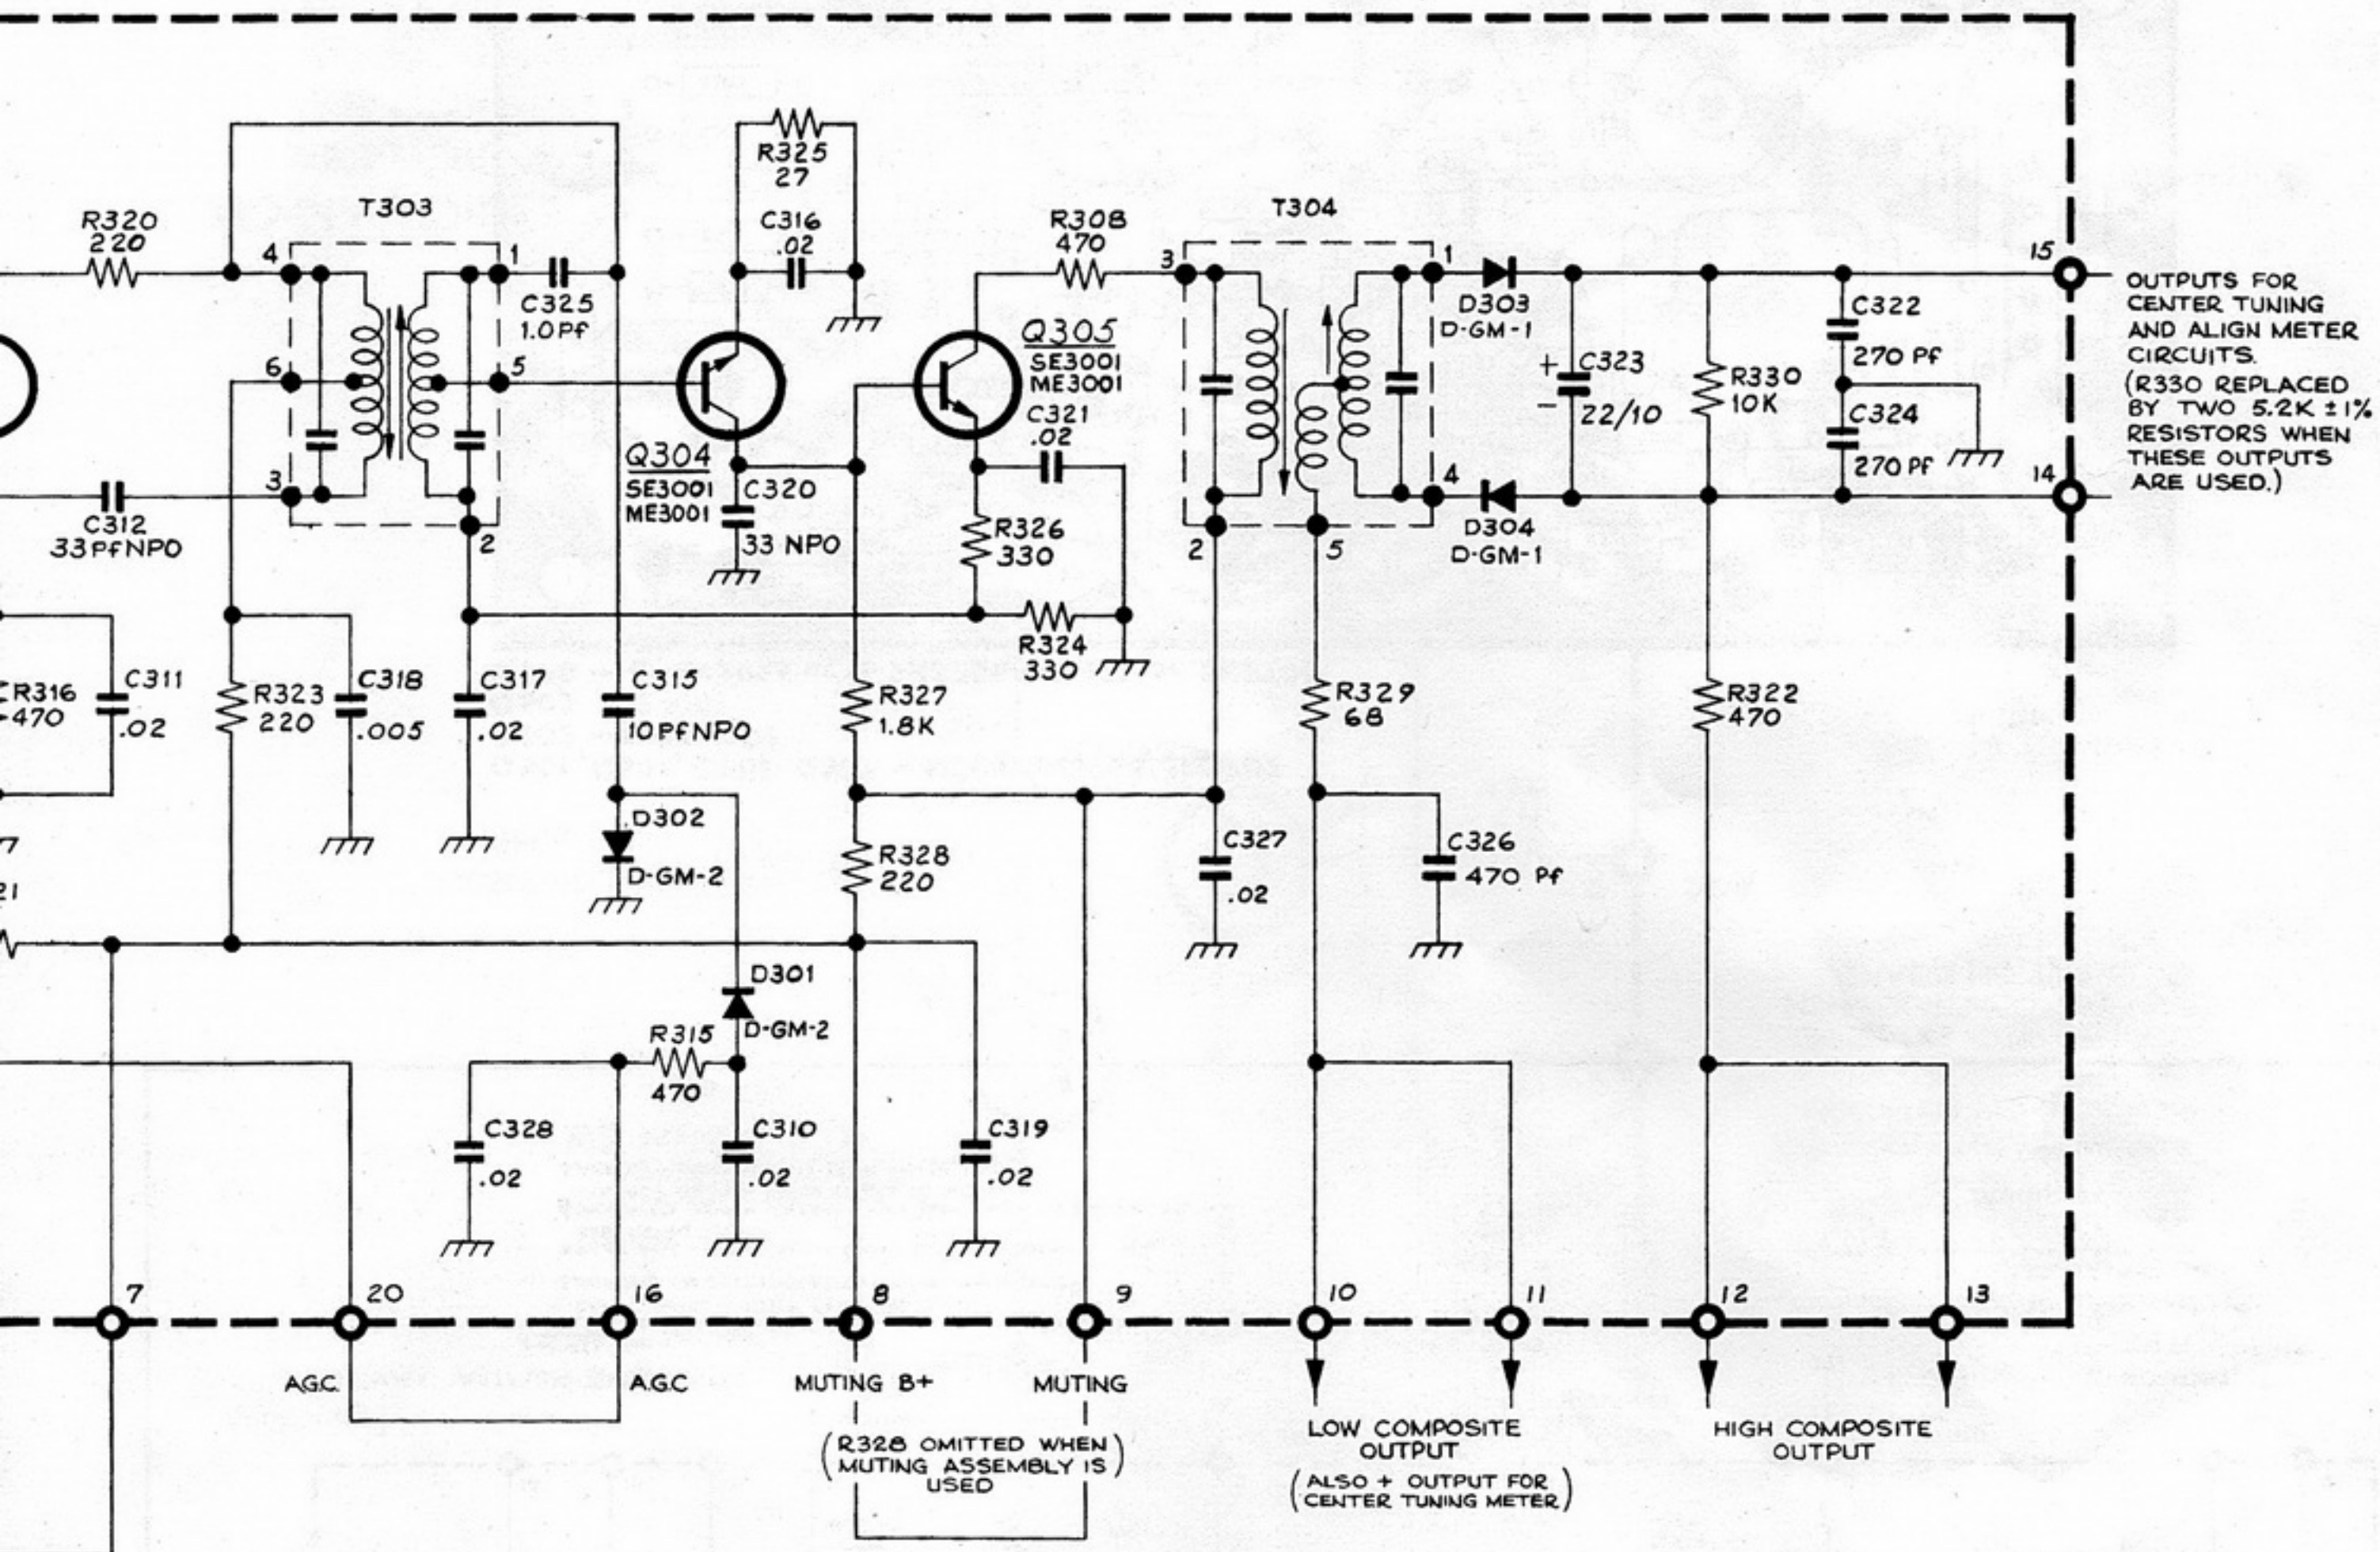 R320
220
T303
4
1
6
5
3
2
C312
33PfNPO
C325
1.0Pf
R325
27
C316
.02
Q304
SE3001
ME3001
C320
33 NPO
R308
470
Q305
SE3001
ME3001
C321
.02
R326
330
R324
330
T304
3
1
4
2
5
D303
D-GM-1
D304
D-GM-1
+
C323
−
22/10
R330
10K
C322
270 Pf
C324
270 Pf
15
14
OUTPUTS FOR
CENTER TUNING
AND ALIGN METER
CIRCUITS.
(R330 REPLACED
BY TWO 5.2K ±1%
RESISTORS WHEN
THESE OUTPUTS
ARE USED.)
R316
470
C311
.02
R323
220
C318
.005
C317
.02
C315
10PfNPO
R327
1.8K
R329
68
R322
470
D302
D-GM-2
R328
220
C327
.02
C326
470 Pf
21
D301
D-GM-2
R315
470
C328
.02
C310
.02
C319
.02
7
20
16
8
9
10
11
12
13
A.G.C.
A.G.C
MUTING B+
MUTING
(R328 OMITTED WHEN
MUTING ASSEMBLY IS
USED)
LOW COMPOSITE
OUTPUT
(ALSO + OUTPUT FOR
CENTER TUNING METER)
HIGH COMPOSITE
OUTPUT